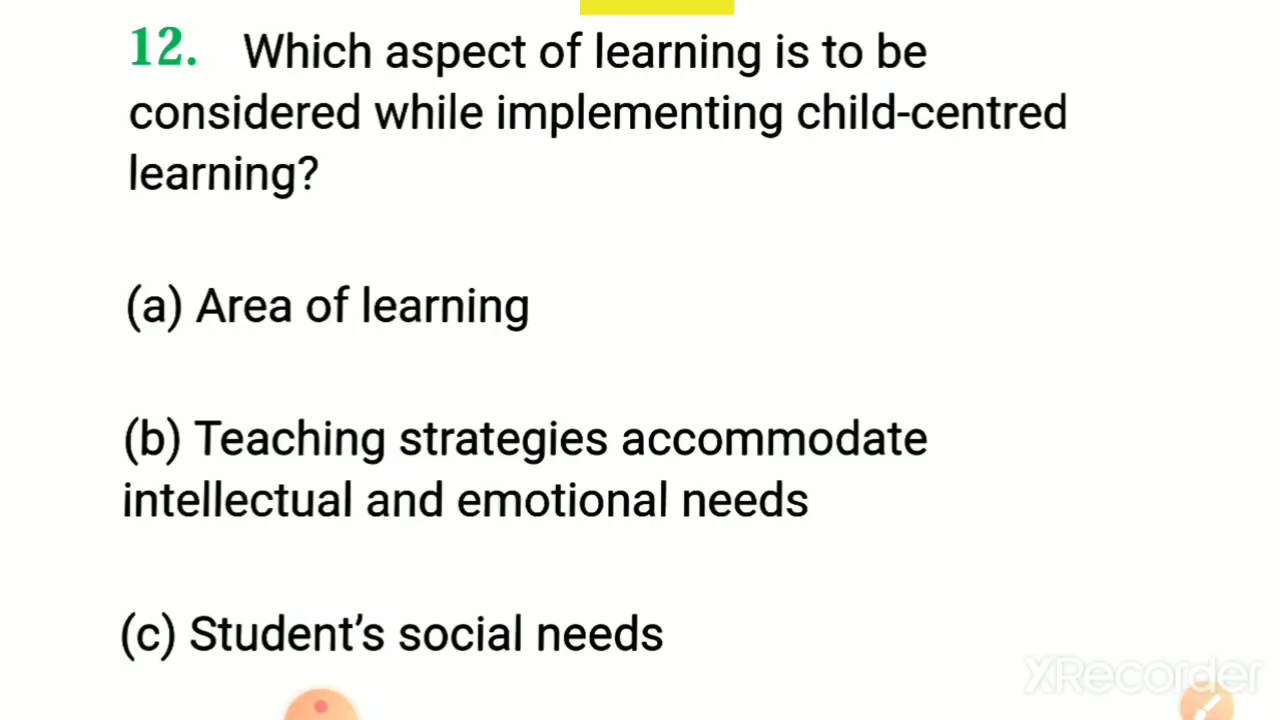 12. Which aspect of learning is to be
considered while implementing child-centred
learning?
(a) Area of learning
(b) Teaching strategies accommodate
intellectual and emotional needs
(c) Student’s social needs
XRecorder